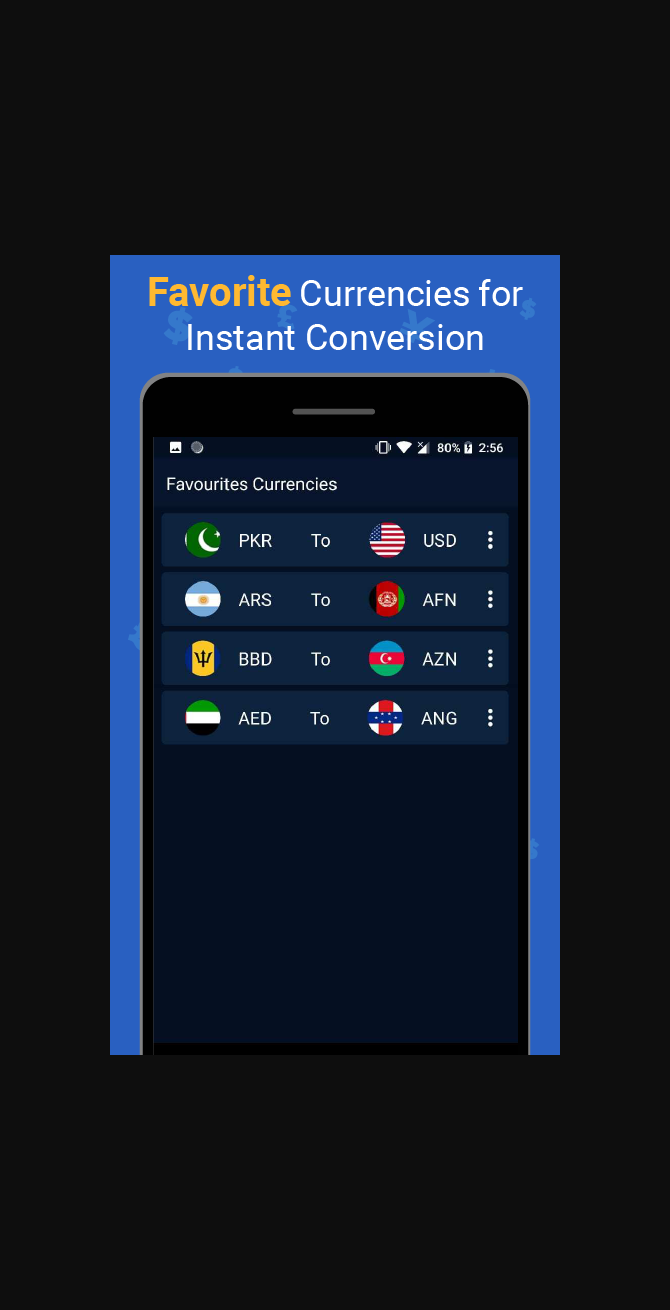 Favorite Currencies for
Instant Conversion
80% 2:56
Favourites Currencies
PKR To USD
ARS To AFN
BBD To AZN
AED To ANG